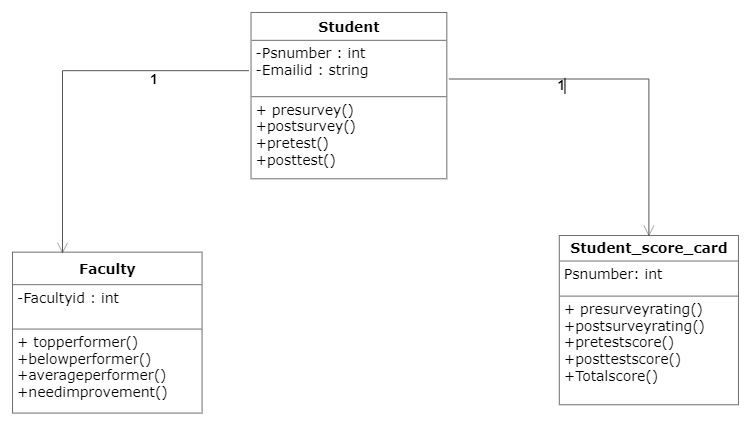 Student
-Psnumber : int
-Emailid : string
+ presurvey()
+postsurvey()
+pretest()
+posttest()
1
1
Faculty
-Facultyid : int
+ topperformer()
+belowperformer()
+averageperformer()
+needimprovement()
Student_score_card
Psnumber: int
+ presurveyrating()
+postsurveyrating()
+pretestscore()
+posttestscore()
+Totalscore()